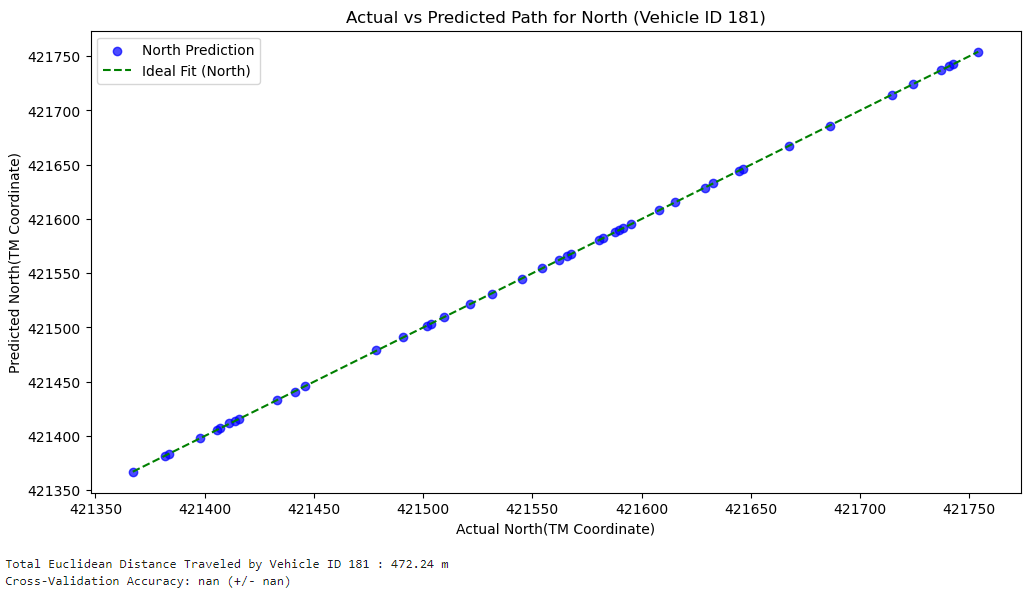 Actual vs Predicted Path for North (Vehicle ID 181)
North Prediction
Ideal Fit (North)
Predicted North(TM Coordinate)
421750
421700
421650
421600
421550
421500
421450
421400
421350
421350 421400 421450 421500 421550 421600 421650 421700 421750
Actual North(TM Coordinate)
Total Euclidean Distance Traveled by Vehicle ID 181 : 472.24 m
Cross-Validation Accuracy: nan (+/- nan)